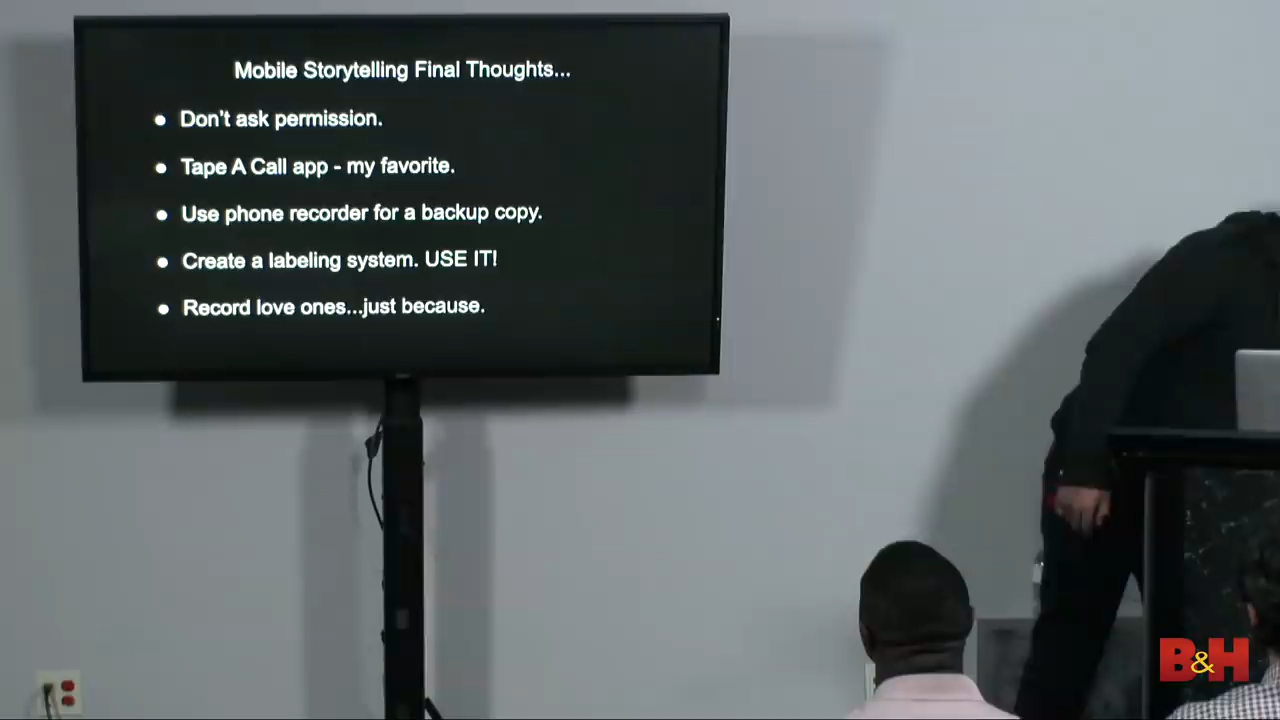 Mobile Storytelling Final Thoughts...
● Don't ask permission.
● Tape A Call app - my favorite.
● Use phone recorder for a backup copy.
● Create a labeling system. USE IT!
● Record love ones...just because.
B&H